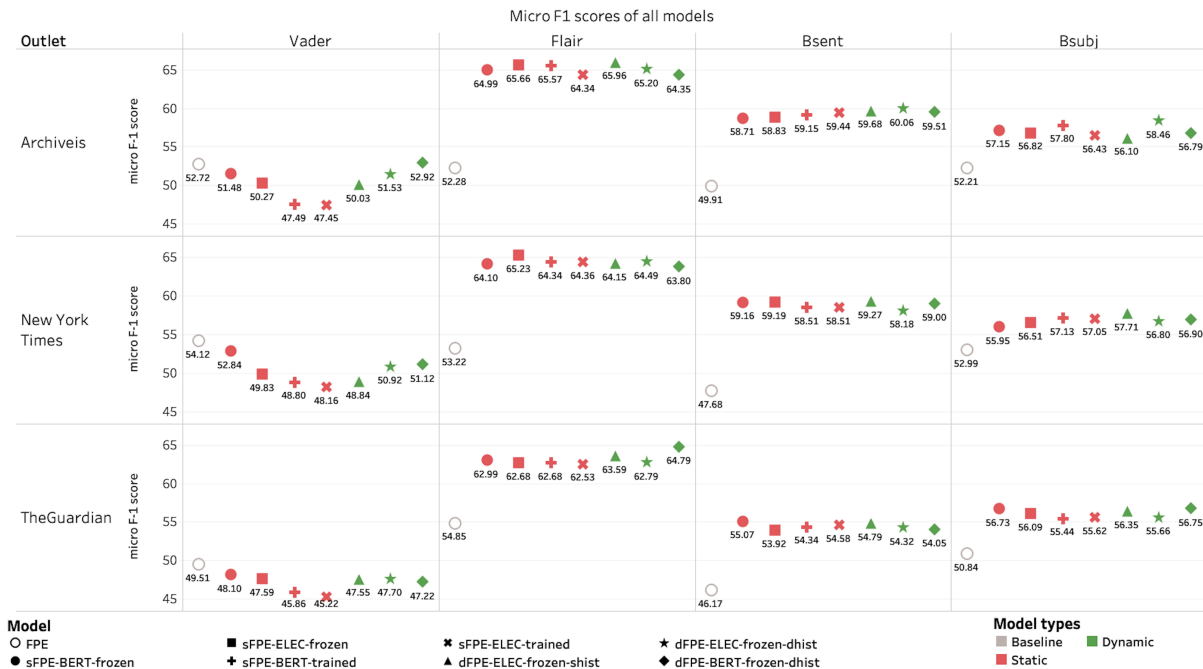 Micro F1 scores of all models
Outlet Vader Flair Bsent Bsubj
Archiveis
micro F-1 score
65
60
55
50
45
52.72 51.48 50.27 47.49 47.45 50.03 51.53 52.92
64.99 65.66 65.57 64.34 65.96 65.20 64.35
52.28
58.71 58.83 59.15 59.44 59.68 60.06 59.51
49.91
57.15 56.82 57.80 56.43 56.10 58.46 56.79
52.21
New York
Times
micro F-1 score
65
60
55
50
45
54.12 52.84 49.83 48.80 48.16 48.84 50.92 51.12
64.10 65.23 64.34 64.36 64.15 64.49 63.80
53.22
59.16 59.19 58.51 58.51 59.27 58.18 59.00
47.68
55.95 56.51 57.13 57.05 57.71 56.80 56.90
52.99
TheGuardian
micro F-1 score
65
60
55
50
45
49.51 48.10 47.59 45.86 45.22 47.55 47.70 47.22
62.99 62.68 62.68 62.53 63.59 62.79 64.79
54.85
55.07 53.92 54.34 54.58 54.79 54.32 54.05
46.17
56.73 56.09 55.44 55.62 56.35 55.66 56.75
50.84
Model
FPE sFPE-ELEC-frozen sFPE-ELEC-trained dFPE-ELEC-frozen-dhist
sFPE-BERT-frozen sFPE-BERT-trained dFPE-ELEC-frozen-shist dFPE-BERT-frozen-dhist
Model types
Baseline Dynamic
Static